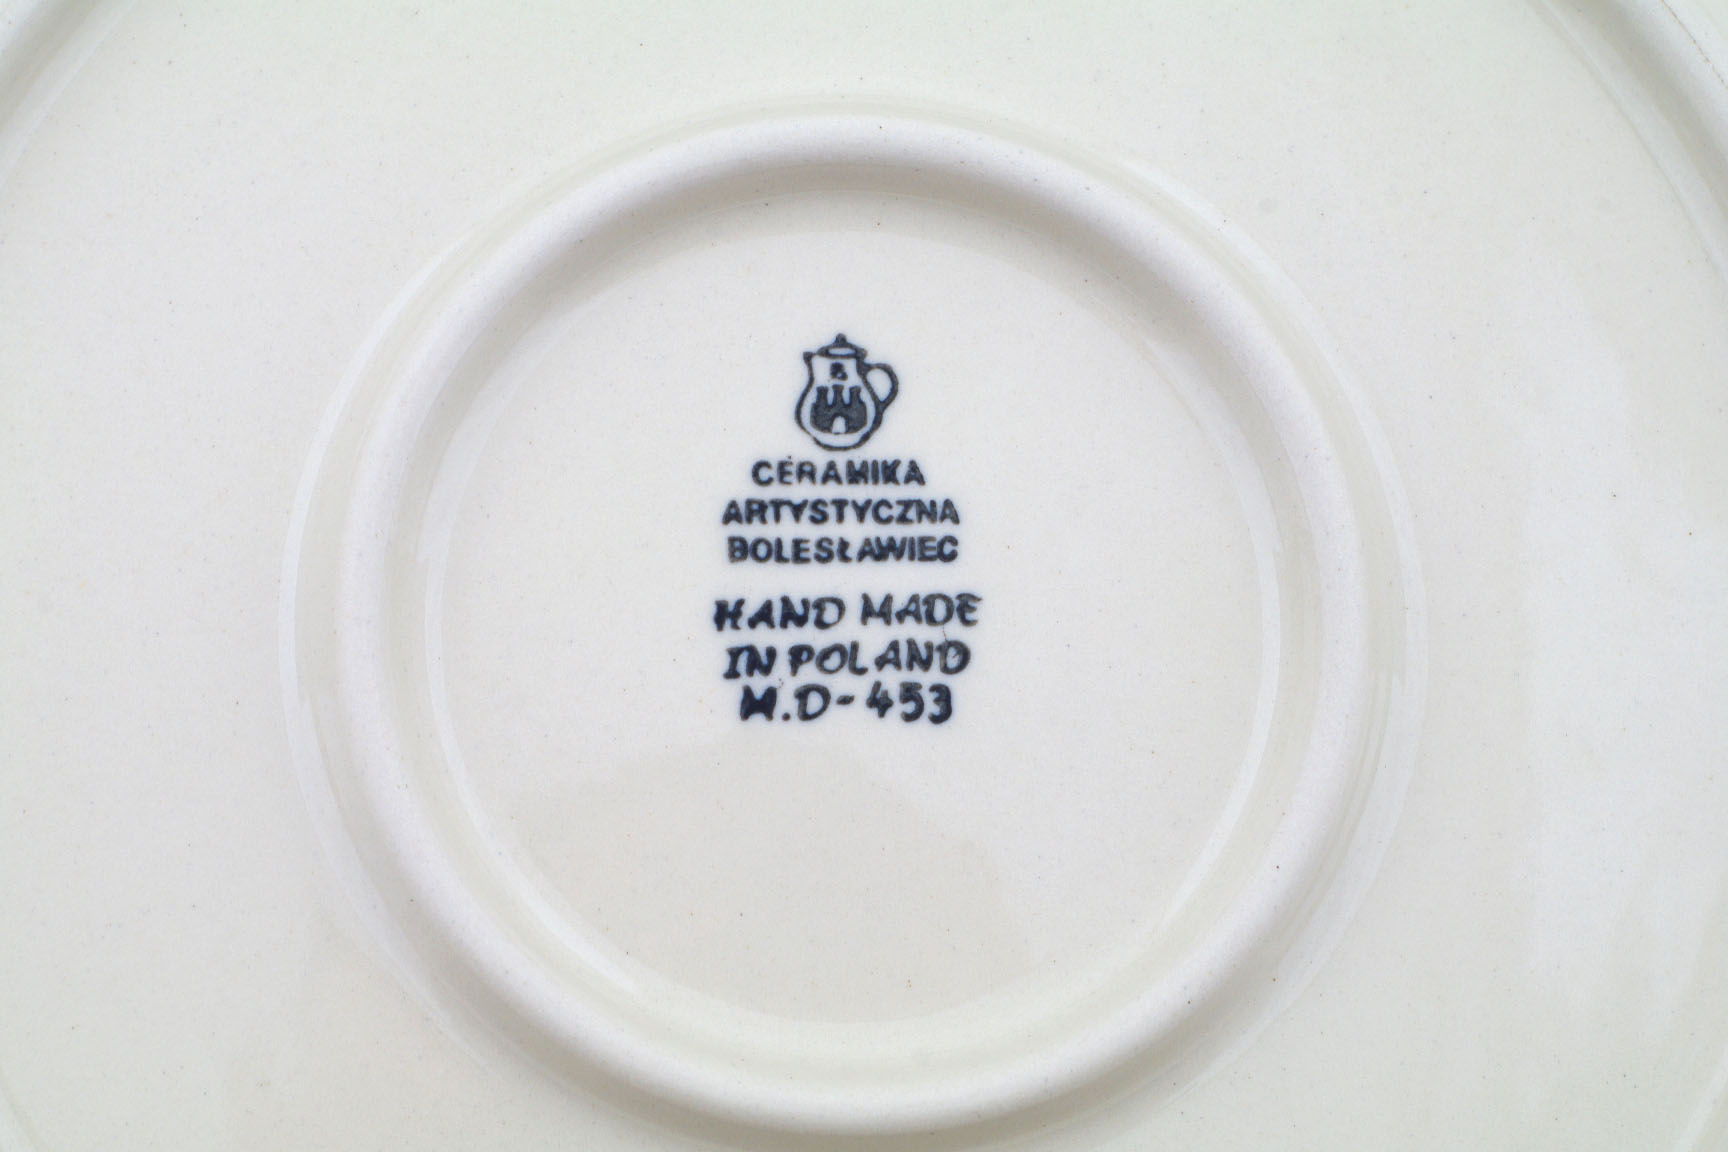 CERAMIKA
ARTYSTYCZNA
BOLESŁAWIEC
HAND MADE
IN POLAND
M.D-453